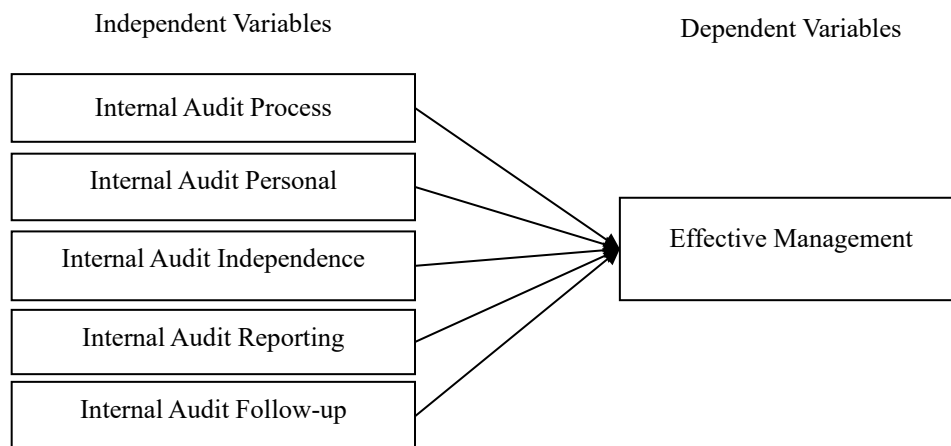 Independent Variables
Dependent Variables
Internal Audit Process
Internal Audit Personal
Internal Audit Independence
Internal Audit Reporting
Internal Audit Follow-up
Effective Management